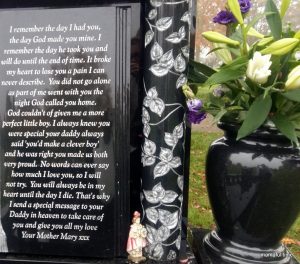 I remember the day I had you,
the day God made you mine. I
remember the day he took you and
will do until the end of time. It broke
my heart to lose you a pain I can
never describe. You did not go alone
as part of me went with you the
night God called you home.
God couldn't of given me a more
perfect little boy. I always knew you
were special your daddy always
said 'you'd make a clever boy'
and he was right you made us both
very proud. No words can ever say
how much I love you, so I will
not try. You will always be in my
heart until the day I die. That's why
I send a special message to your
Daddy in heaven to take care of
you and give you all my love
Your Mother Mary xxx